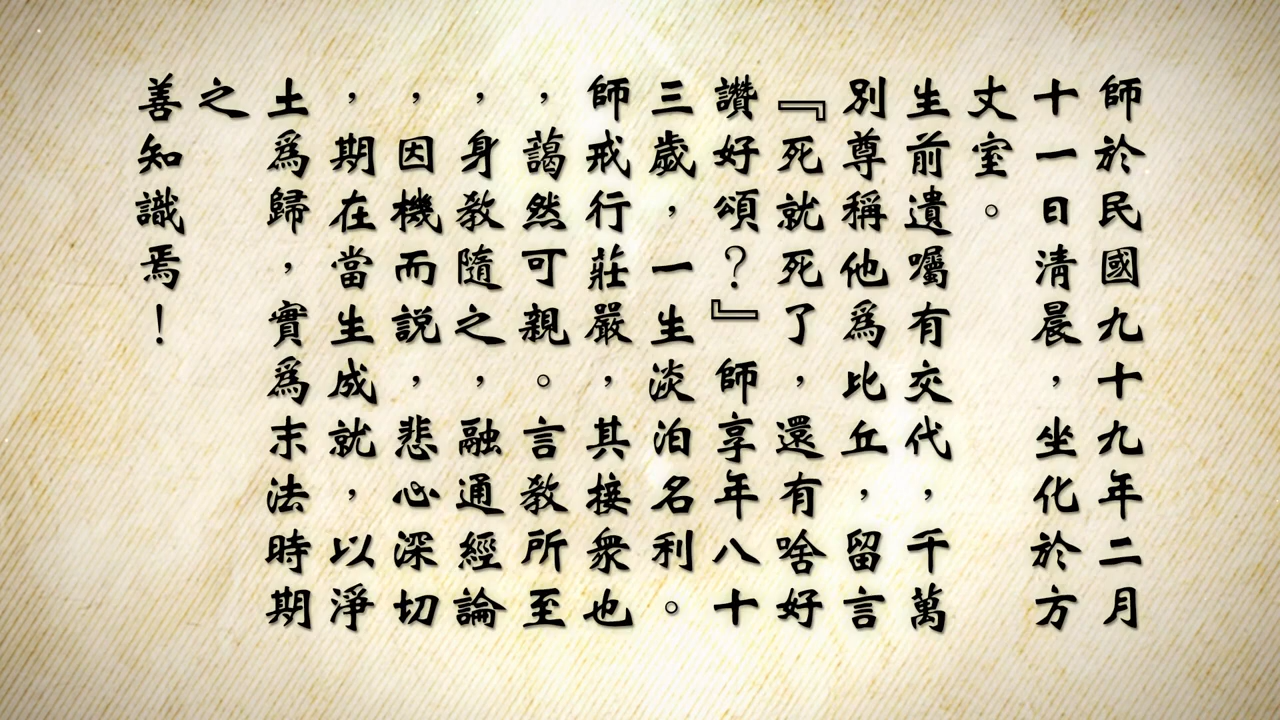 師於民國九十九年二月
十一日清晨，坐化於方
丈室。
生前遺囑有交代，千萬
別尊稱他爲比丘，留言
『死就死了，還有啥好
讚好頌？』師享年八十
三歲，一生淡泊名利。
師戒行莊嚴，其接衆也
，藹然可親。言教所至
，身教隨之，融通經論
，因機而説，悲心深切
，期在當生成就，以淨
土爲歸，實爲末法時期
之
善知識焉！